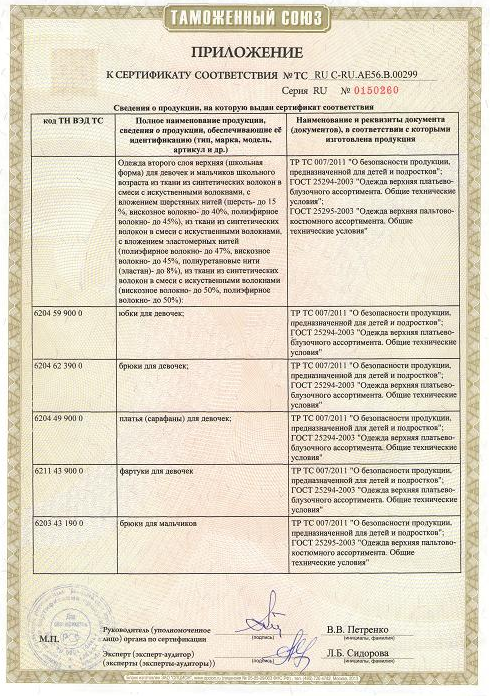 ТАМОЖЕННЫЙ СОЮЗ
ПРИЛОЖЕНИЕ
К СЕРТИФИКАТУ СООТВЕТСТВИЯ № ТС RU C-RU.АЕ56.В.00299
Серия RU № 0150260
Сведения о продукции, на которую выдан сертификат соответствия
код ТН ВЭД ТС
Полное наименование продукции,
сведения о продукции, обеспечивающие её
идентификацию (тип, марка, модель,
артикул и др.)
Наименование и реквизиты документа
(документов), в соответствии с которыми
изготовлена продукция
Одежда второго слоя верхняя (школьная
форма) для девочек и мальчиков школьного
возраста из ткани из синтетических волокон в
смеси с искуственными волокнами, с
вложением шерстяных нитей (шерсть- до 15
%, вискозное волокно- до 40%, полиэфирное
волокно- до 45%), из ткани из синтетических
волокон в смеси с искуственными волокнами,
с вложением эластомерных нитей
(полиэфирное волокно- до 47%, вискозное
волокно- до 45%, полиуретановые нити
(эластан)- до 8%), из ткани из синтетических
волокон в смеси с искуственными волокнами
(вискозное волокно- до 50%, полиэфирное
волокно- до 50%):
ТР ТС 007/2011 "О безопасности продукции,
предназначенной для детей и подростков";
ГОСТ 25294-2003 "Одежда верхняя платьево-
блузочного ассортимента. Общие технические
условия";
ГОСТ 25295-2003 "Одежда верхняя пальтово-
костюмного ассортимента. Общие
технические условия"
6204 59 900 0
юбки для девочек;
ТР ТС 007/2011 "О безопасности продукции,
предназначенной для детей и подростков";
ГОСТ 25294-2003 "Одежда верхняя платьево-
блузочного ассортимента. Общие технические
условия"
6204 62 390 0
брюки для девочек;
ТР ТС 007/2011 "О безопасности продукции,
предназначенной для детей и подростков";
ГОСТ 25294-2003 "Одежда верхняя платьево-
блузочного ассортимента. Общие технические
условия"
6204 49 900 0
платья (сарафаны) для девочек;
ТР ТС 007/2011 "О безопасности продукции,
предназначенной для детей и подростков";
ГОСТ 25294-2003 "Одежда верхняя платьево-
блузочного ассортимента. Общие технические
условия"
6211 43 900 0
фартуки для девочек
ТР ТС 007/2011 "О безопасности продукции,
предназначенной для детей и подростков";
ГОСТ 25294-2003 "Одежда верхняя платьево-
блузочного ассортимента. Общие технические
условия"
6203 43 190 0
брюки для мальчиков
ТР ТС 007/2011 "О безопасности продукции,
предназначенной для детей и подростков";
ГОСТ 25295-2003 "Одежда верхняя пальтово-
костюмного ассортимента. Общие
технические условия"
М.П.
Руководитель (уполномоченное
лицо) органа по сертификации
(подпись)
В.В. Петренко
(инициалы, фамилия)
Эксперт (эксперт-аудитор)
(эксперты (эксперты-аудиторы))
(подпись)
Л.Б. Сидорова
(инициалы, фамилия)